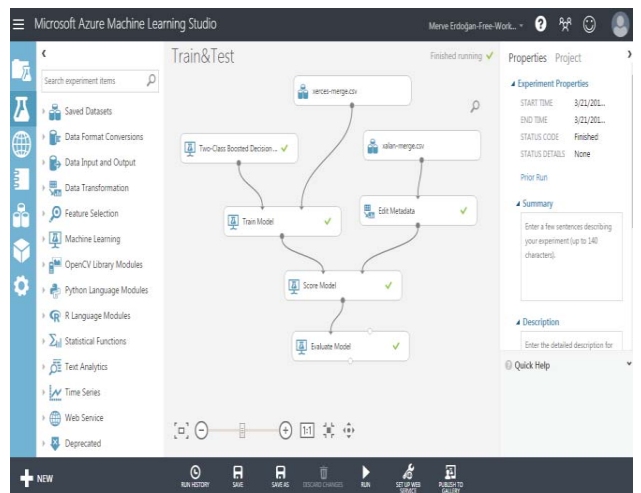 Microsoft Azure Machine Learning Studio
Merve Erdoğan-Free-Work...
Search experiment items
Saved Datasets
Data Format Conversions
Data Input and Output
Data Transformation
Feature Selection
Machine Learning
OpenCV Library Modules
Python Language Modules
R Language Modules
Statistical Functions
Text Analytics
Time Series
Web Service
Deprecated
Train&Test
Finished running
xerces-merge.csv
Two-Class Boosted Decision...
xalan-merge.csv
Train Model
Edit Metadata
Score Model
Evaluate Model
1:1
Properties Project
Experiment Properties
START TIME 3/21/201...
END TIME 3/21/201...
STATUS CODE Finished
STATUS DETAILS None
Prior Run
Summary
Enter a few sentences describing
your experiment (up to 140
characters).
Description
Enter the detailed description for
Quick Help
NEW
RUN HISTORY
SAVE
SAVE AS
DISCARD CHANGES
RUN
SET UP WEB
SERVICE
PUBLISH TO
GALLERY